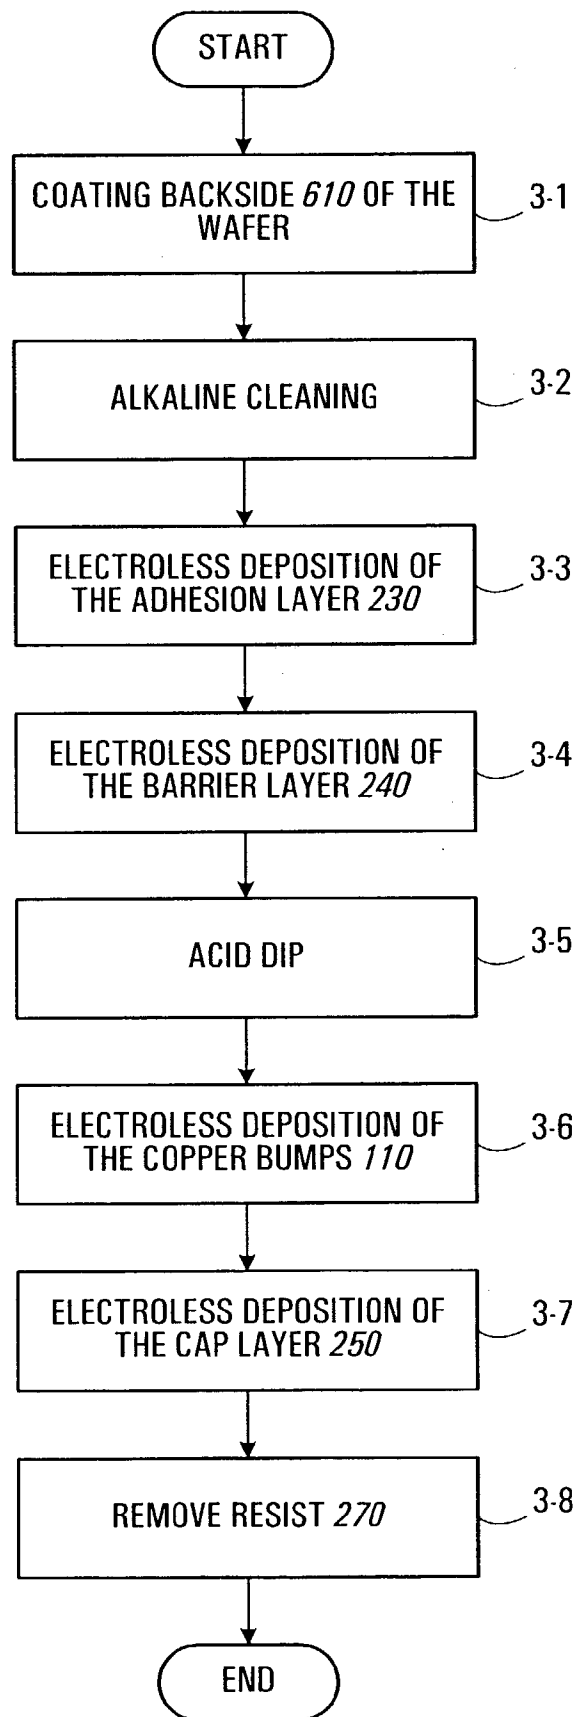 START
COATING BACKSIDE 610 OF THE
WAFER
3-1
ALKALINE CLEANING
3-2
ELECTROLESS DEPOSITION OF
THE ADHESION LAYER 230
3-3
ELECTROLESS DEPOSITION OF
THE BARRIER LAYER 240
3-4
ACID DIP
3-5
ELECTROLESS DEPOSITION OF
THE COPPER BUMPS 110
3-6
ELECTROLESS DEPOSITION OF
THE CAP LAYER 250
3-7
REMOVE RESIST 270
3-8
END